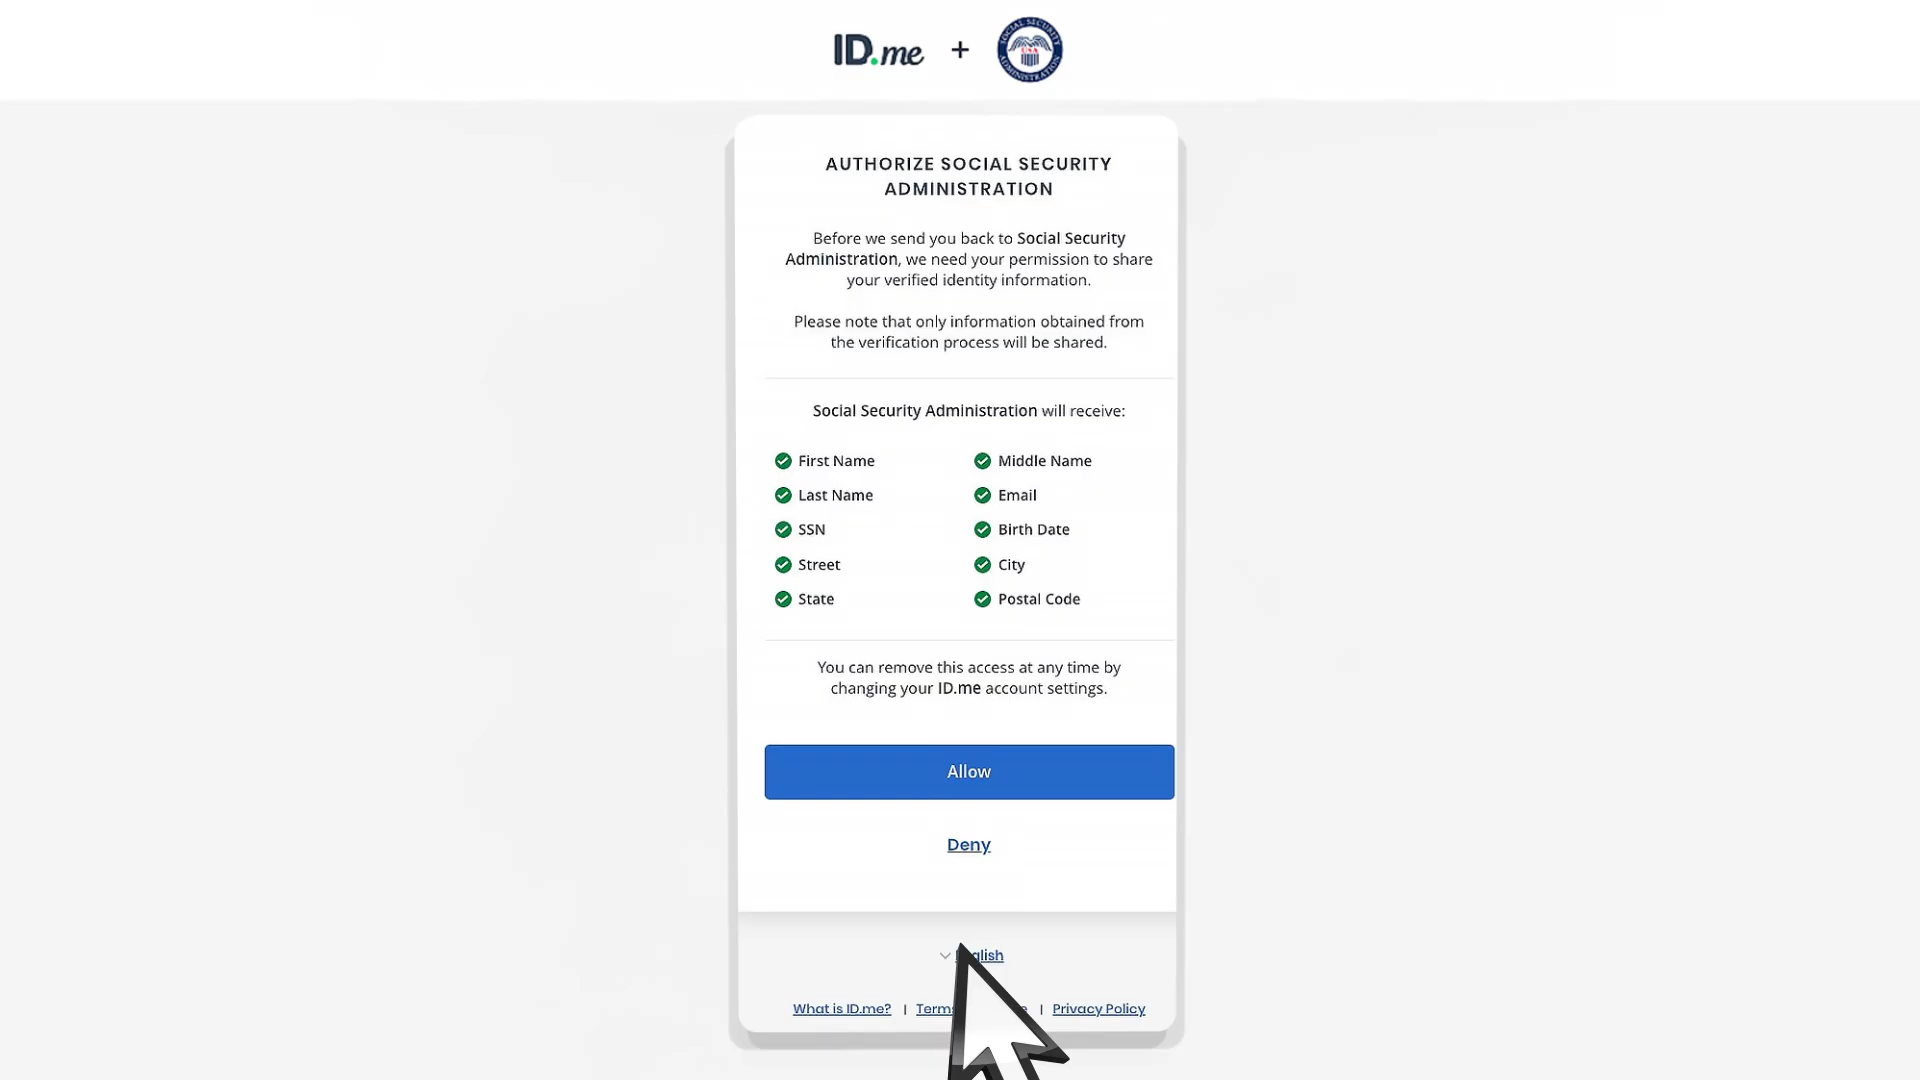 ID.me +
SOCIAL SECURITY ADMINISTRATION
USA
AUTHORIZE SOCIAL SECURITY
ADMINISTRATION
Before we send you back to Social Security
Administration, we need your permission to share
your verified identity information.
Please note that only information obtained from
the verification process will be shared.
Social Security Administration will receive:
First Name
Middle Name
Last Name
Email
SSN
Birth Date
Street
City
State
Postal Code
You can remove this access at any time by
changing your ID.me account settings.
Allow
Deny
What is ID.me? | | Privacy Policy